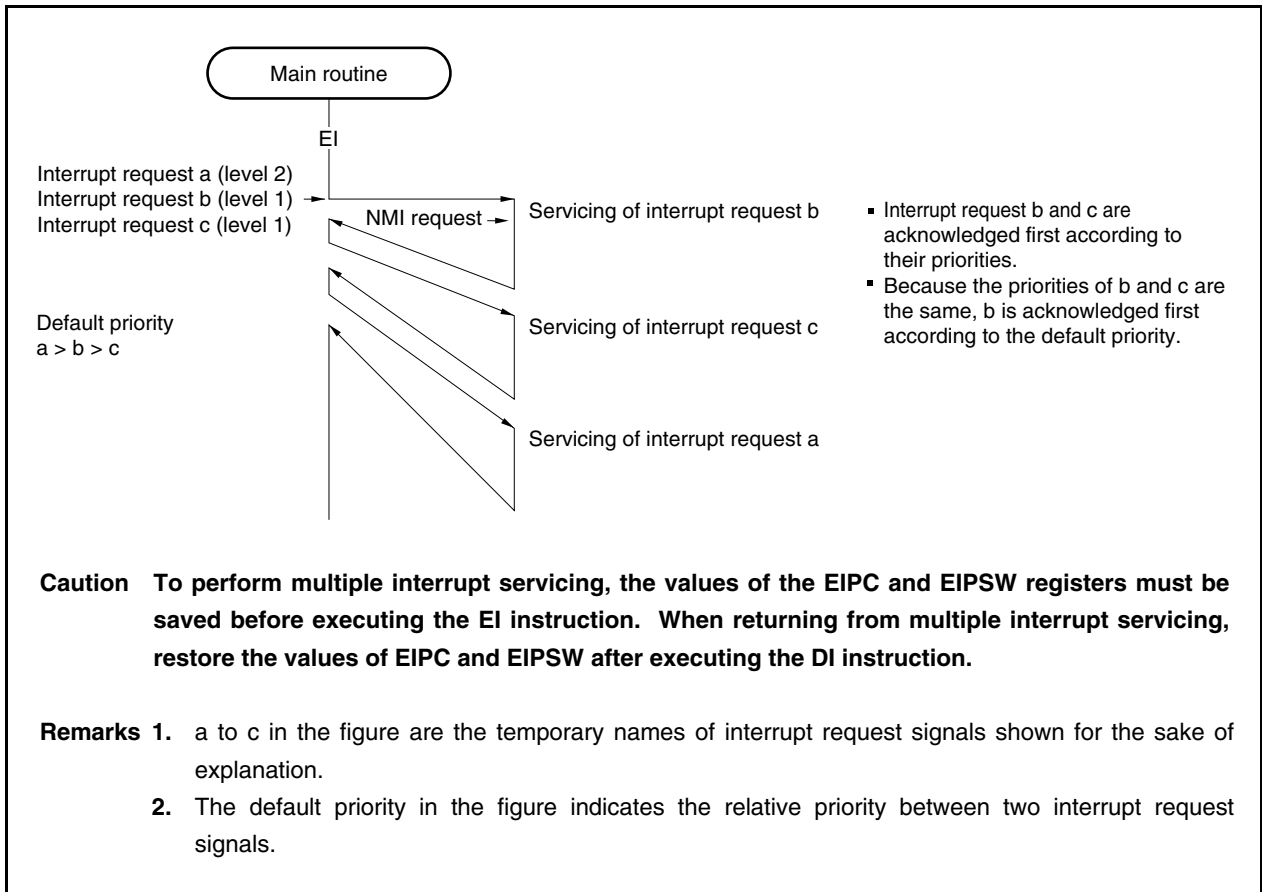 Main routine
EI
Interrupt request a (level 2)
Interrupt request b (level 1)
Interrupt request c (level 1)
NMI request
Servicing of interrupt request b
▪ Interrupt request b and c are
acknowledged first according to
their priorities.
▪ Because the priorities of b and c are
the same, b is acknowledged first
according to the default priority.
Default priority
a > b > c
Servicing of interrupt request c
Servicing of interrupt request a
Caution To perform multiple interrupt servicing, the values of the EIPC and EIPSW registers must be
saved before executing the EI instruction. When returning from multiple interrupt servicing,
restore the values of EIPC and EIPSW after executing the DI instruction.
Remarks 1. a to c in the figure are the temporary names of interrupt request signals shown for the sake of
explanation.
2. The default priority in the figure indicates the relative priority between two interrupt request
signals.